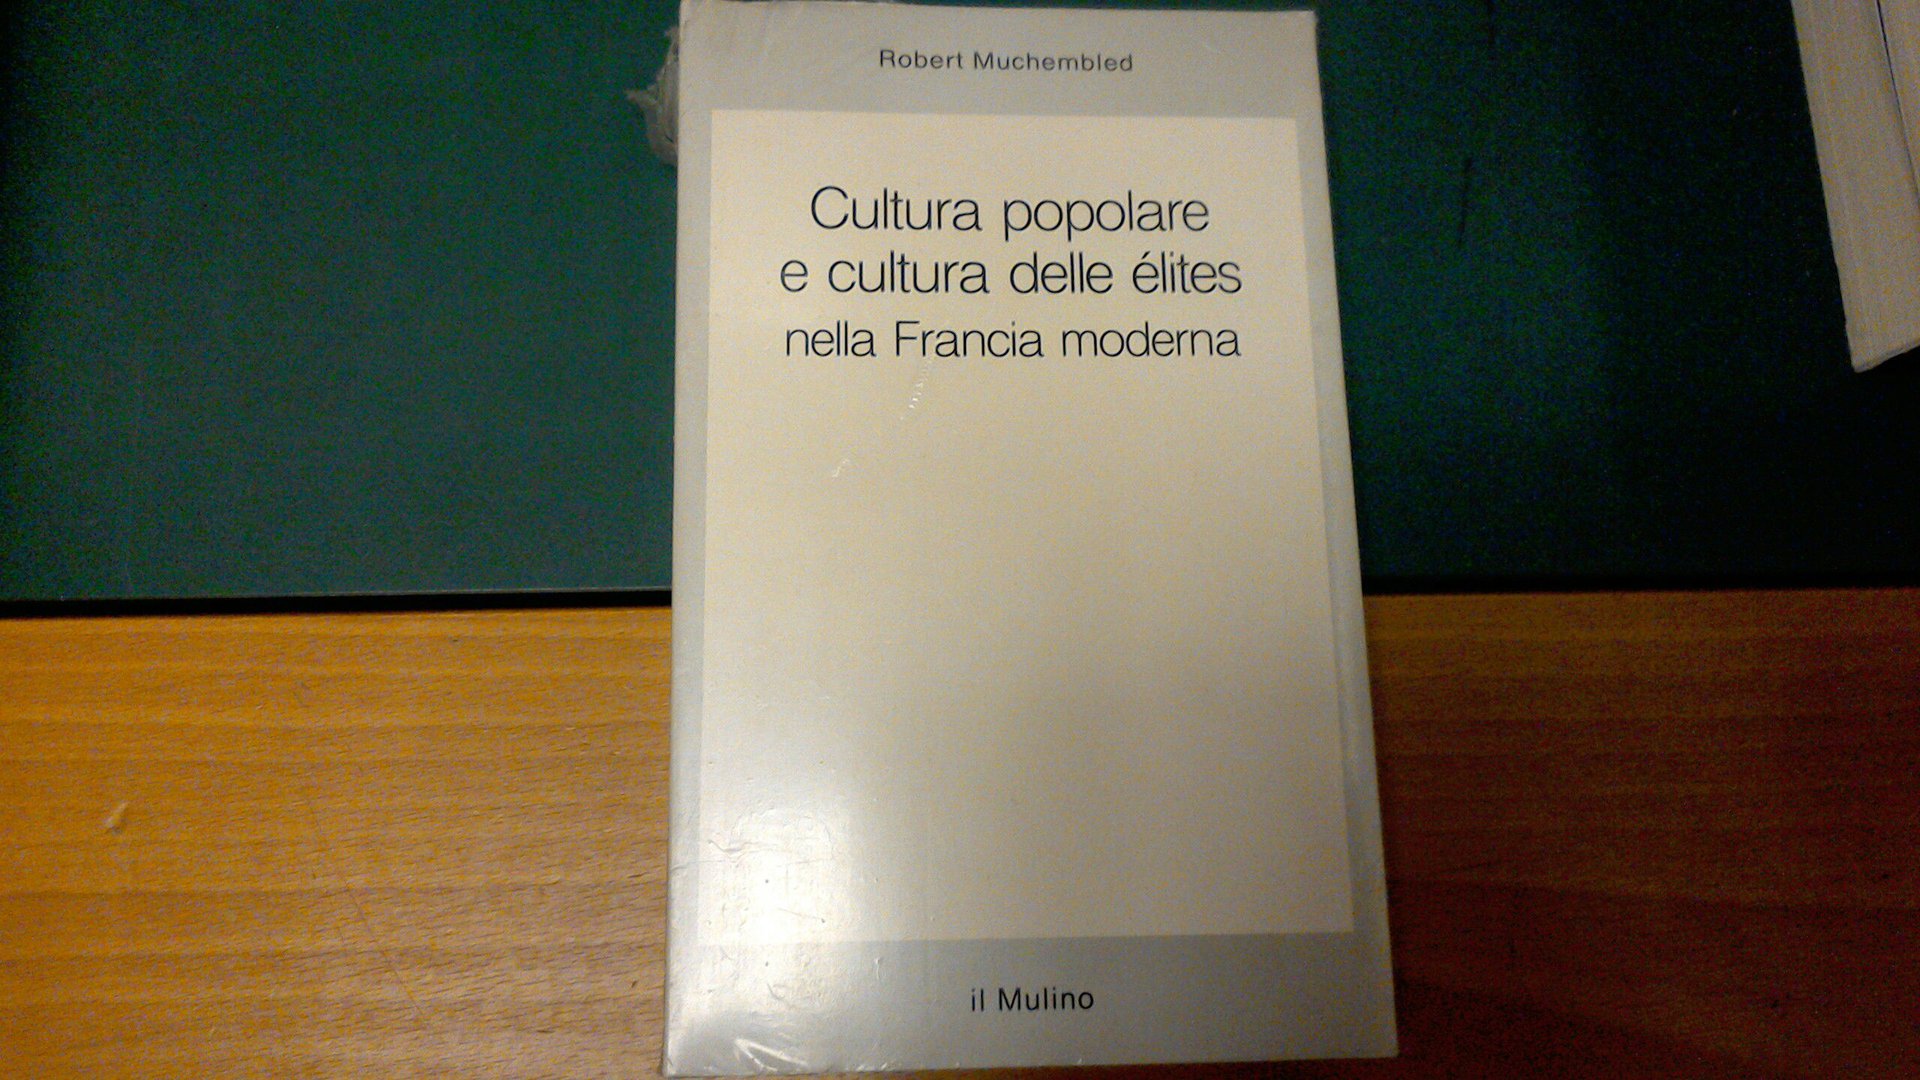 Robert Muchembled
Cultura popolare
e cultura delle élites
nella Francia moderna
il Mulino